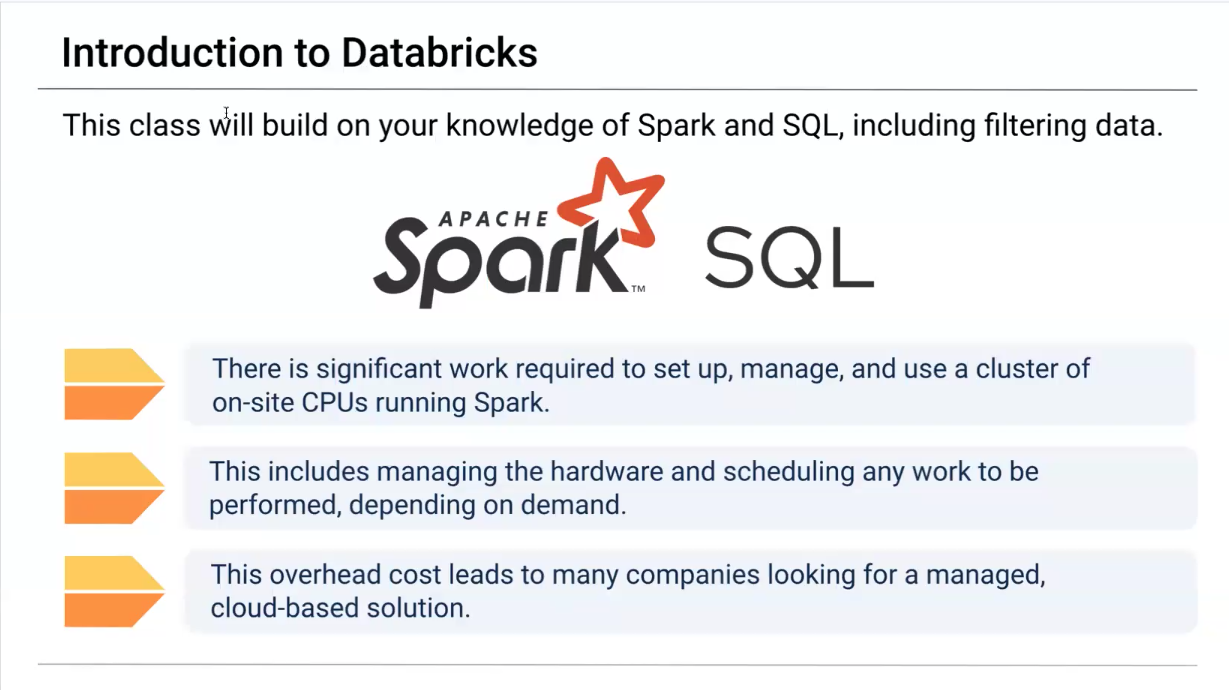 Introduction to Databricks
This class will build on your knowledge of Spark and SQL, including filtering data.
APACHE
Spark™
SQL
There is significant work required to set up, manage, and use a cluster of
on-site CPUs running Spark.
This includes managing the hardware and scheduling any work to be
performed, depending on demand.
This overhead cost leads to many companies looking for a managed,
cloud-based solution.